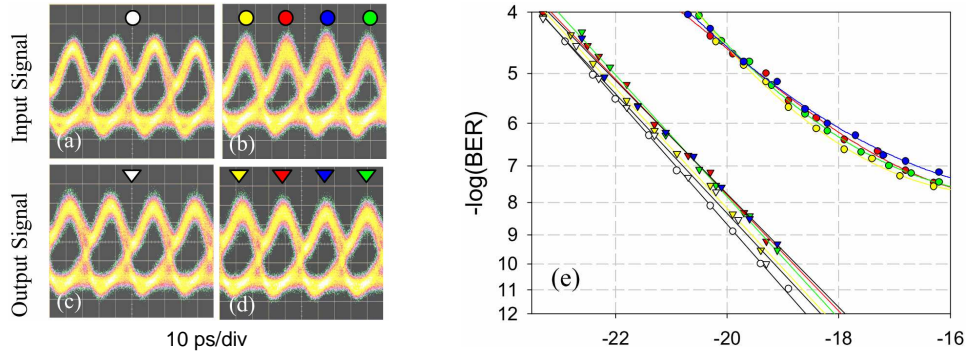 Input Signal
Output Signal
(a)
(b)
(c)
(d)
10 ps/div
-log(BER)
4
5
6
7
8
9
10
11
12
(e)
-22
-20
-18
-16